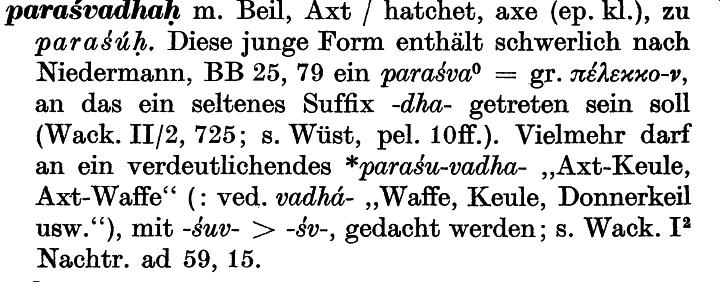 paraśvadhaḥ m. Beil, Axt / hatchet, axe (ep. kl.), zu
paraśúḥ. Diese junge Form enthält schwerlich nach
Niedermann, BB 25, 79 ein paraśva⁰ = gr. πέλεκκο-ν,
an das ein seltenes Suffix -dha- getreten sein soll
(Wack. II/2, 725; s. Wüst, pel. 10ff.). Vielmehr darf
an ein verdeutlichendes *paraśu-vadha- „Axt-Keule,
Axt-Waffe“ (: ved. vadhá- „Waffe, Keule, Donnerkeil
usw.“), mit -śuv- > -śv-, gedacht werden; s. Wack. I²
Nachtr. ad 59, 15.